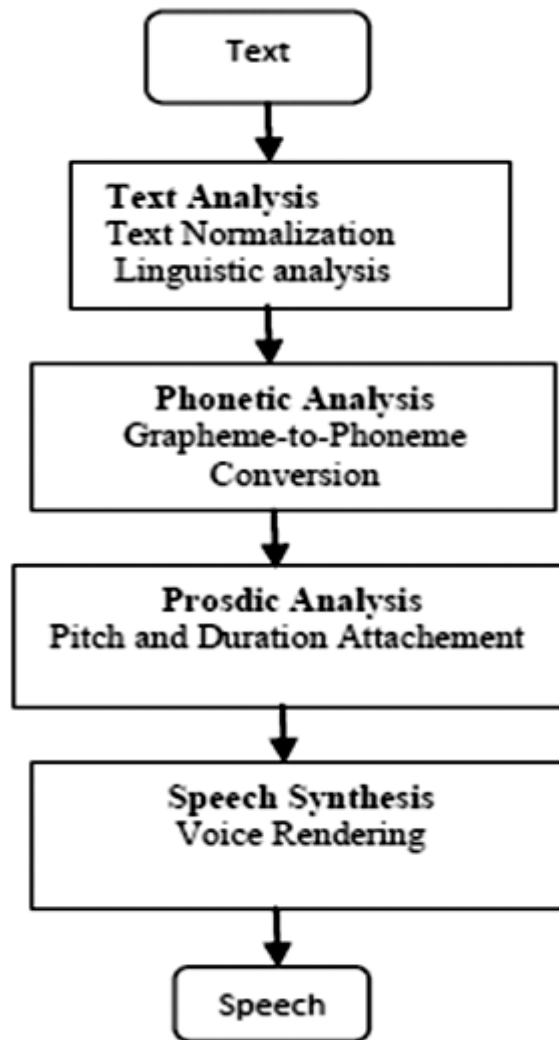 Text
Text Analysis
Text Normalization
Linguistic analysis
Phonetic Analysis
Grapheme-to-Phoneme
Conversion
Prosdic Analysis
Pitch and Duration Attachement
Speech Synthesis
Voice Rendering
Speech